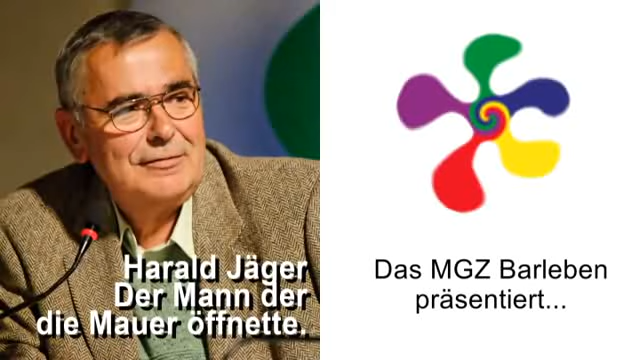 Harald Jäger
Der Mann der
die Mauer öffnette.
Das MGZ Barleben
präsentiert...